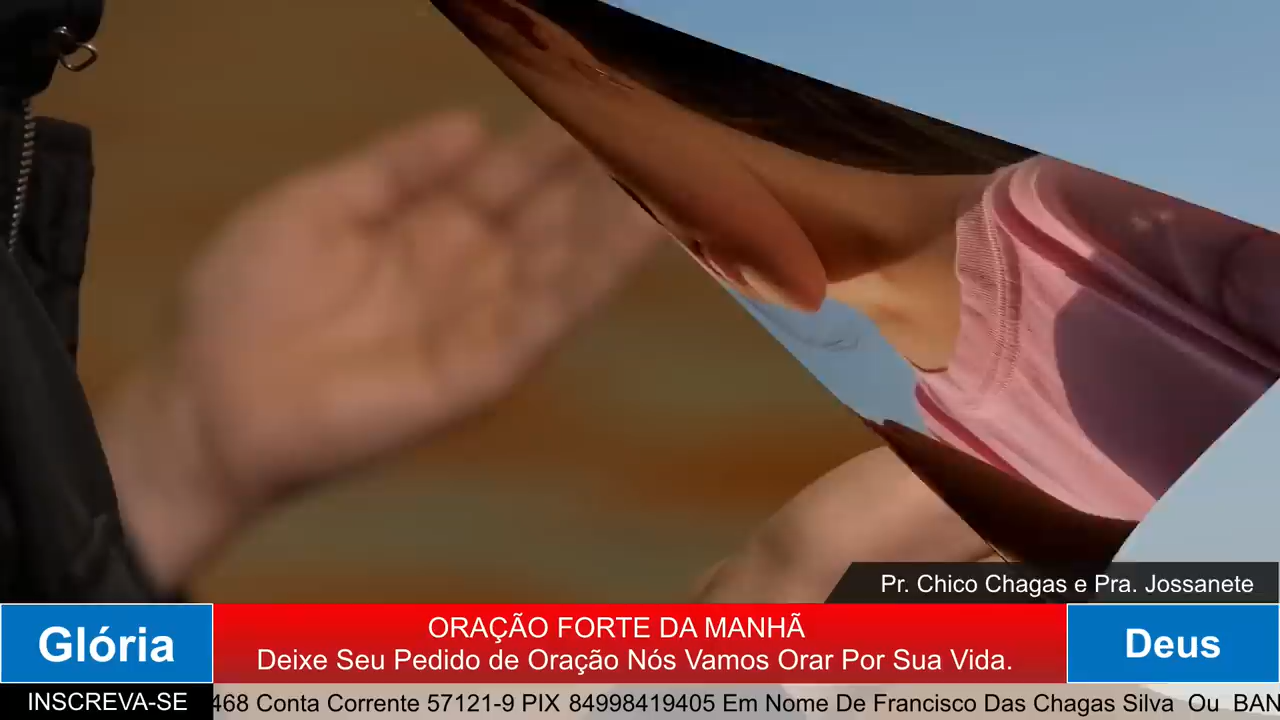 Pr. Chico Chagas e Pra. Jossanete
Glória
ORAÇÃO FORTE DA MANHÃ
Deixe Seu Pedido de Oração Nós Vamos Orar Por Sua Vida.
Deus
INSCREVA-SE
468 Conta Corrente 57121-9 PIX 84998419405 Em Nome De Francisco Das Chagas Silva Ou BAN